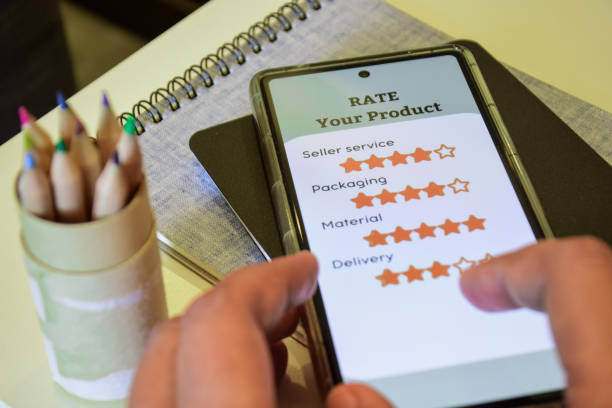 RATE
Your Product
Seller service
Packaging
Material
Delivery